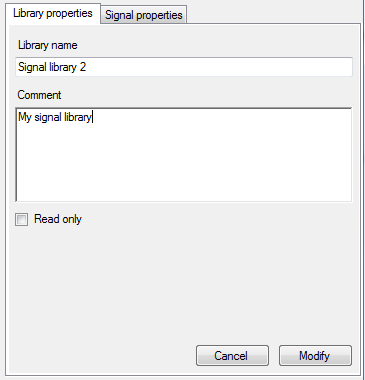 Library properties Signal properties
Library name
Signal library 2
Comment
My signal library
Read only
Cancel Modify